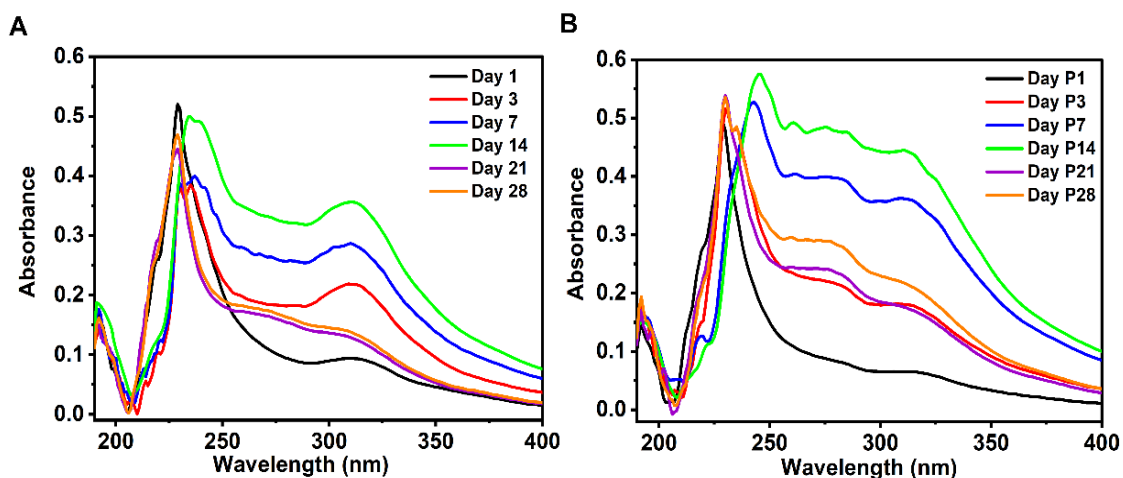 A
0.6
0.5
0.4
0.3
0.2
0.1
0.0
Absorbance
200
250
300
350
400
Wavelength (nm)
Day 1
Day 3
Day 7
Day 14
Day 21
Day 28
B
0.6
0.5
0.4
0.3
0.2
0.1
0.0
Absorbance
200
250
300
350
400
Wavelength (nm)
Day P1
Day P3
Day P7
Day P14
Day P21
Day P28